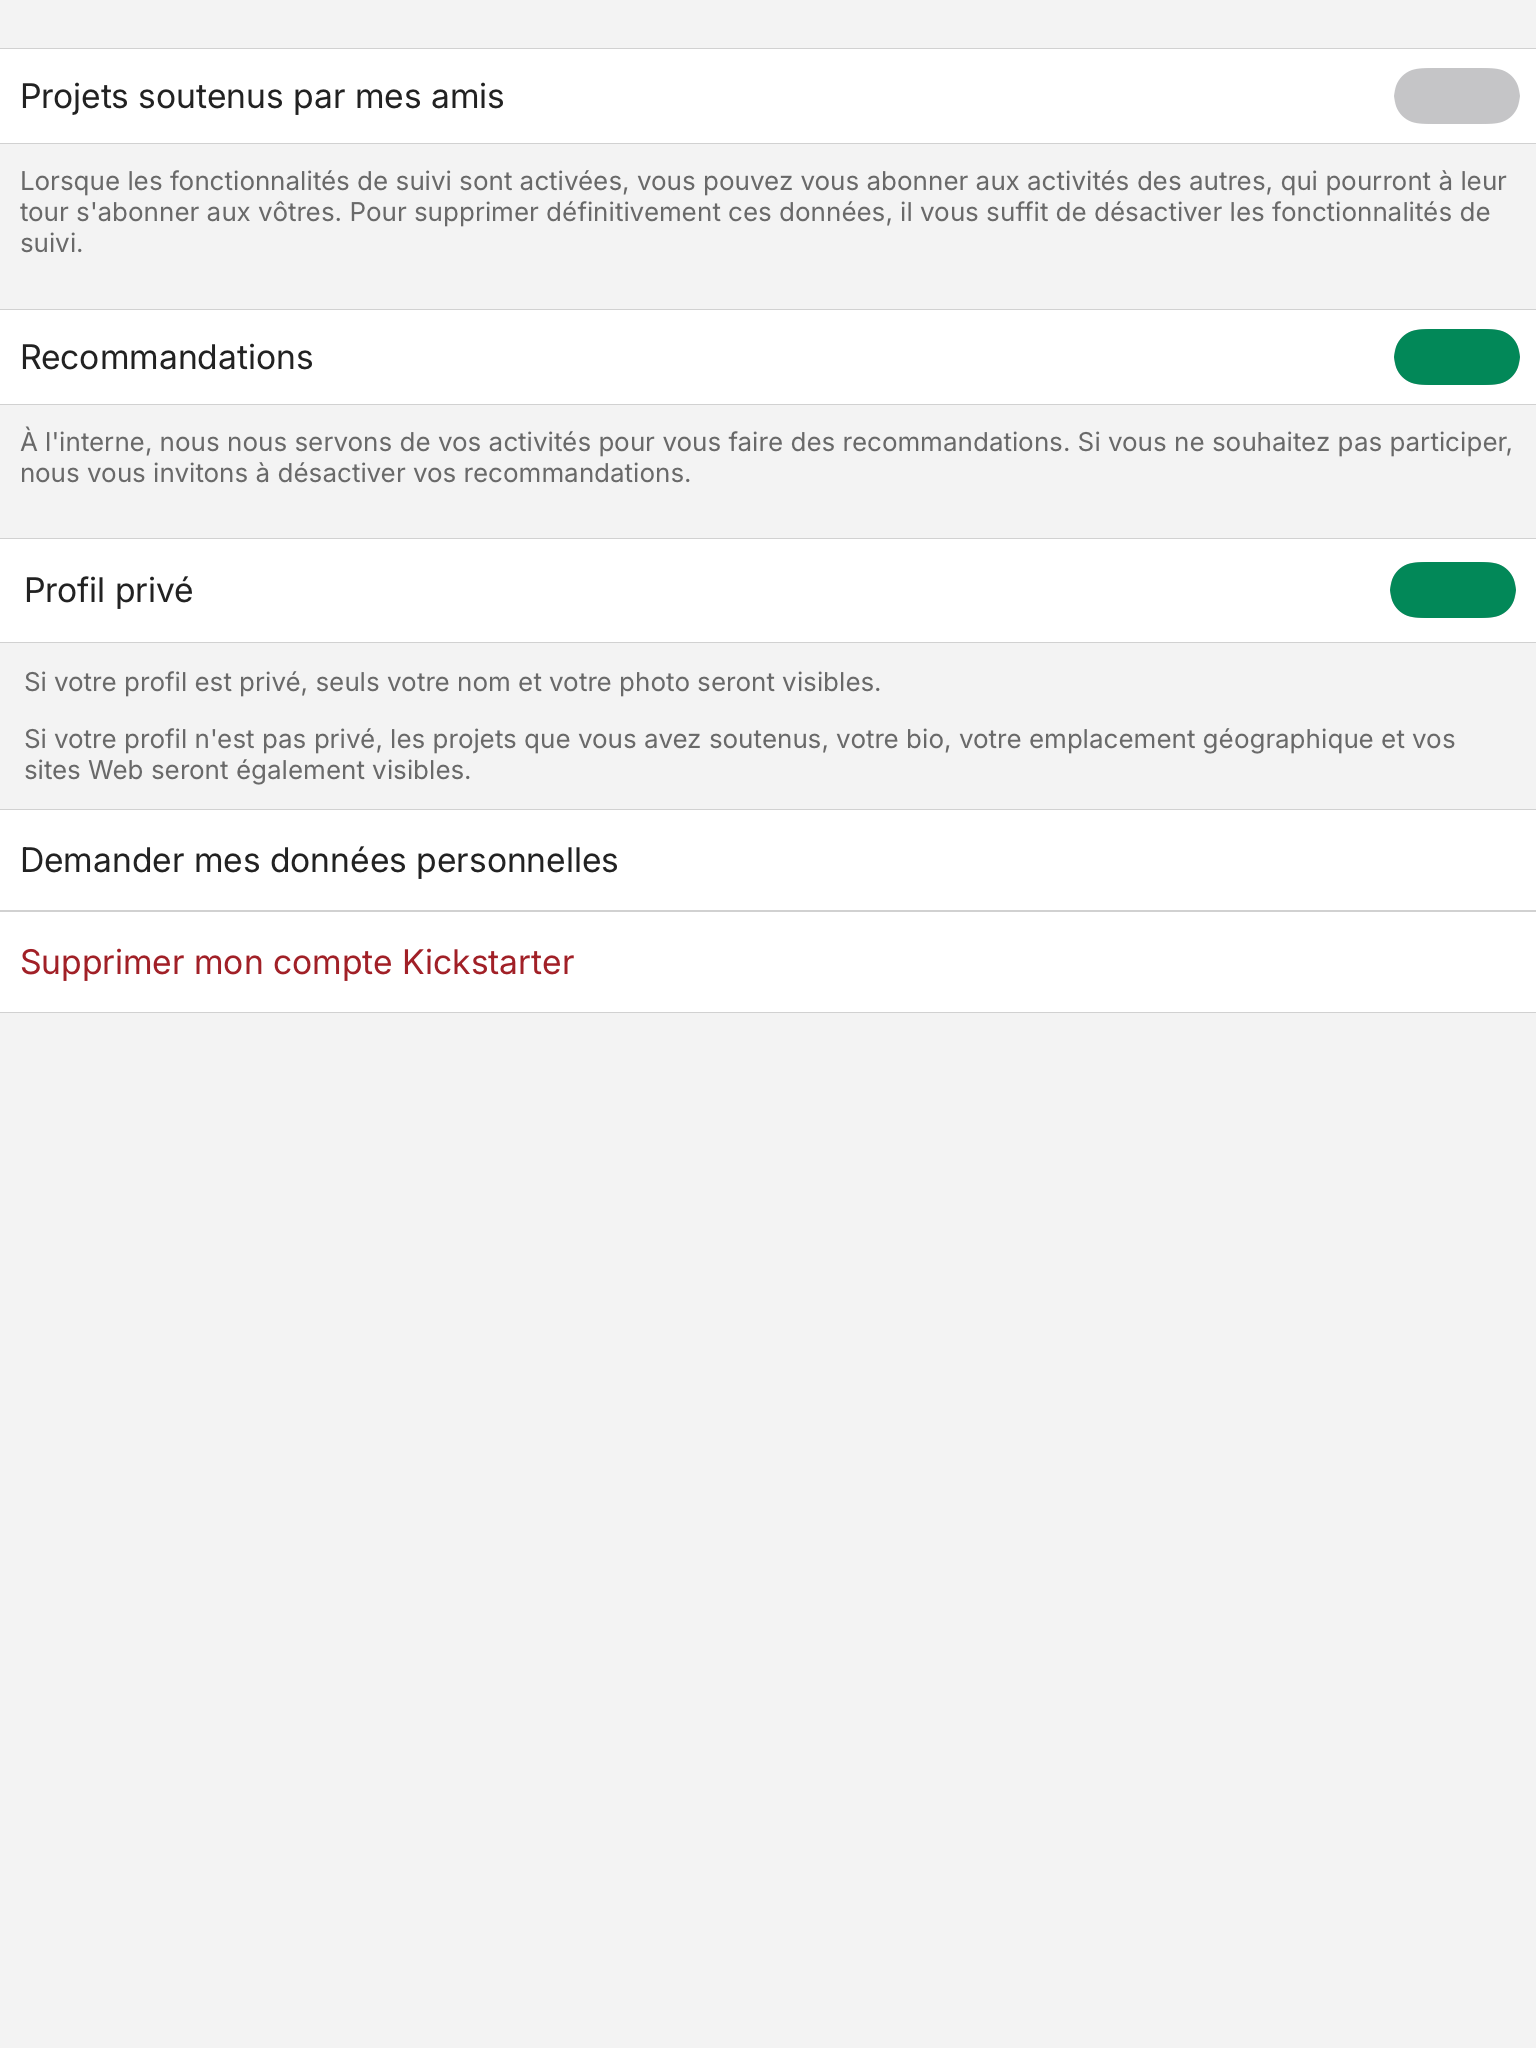 Projets soutenus par mes amis
Lorsque les fonctionnalités de suivi sont activées, vous pouvez vous abonner aux activités des autres, qui pourront à leur
tour s'abonner aux vôtres. Pour supprimer définitivement ces données, il vous suffit de désactiver les fonctionnalités de
suivi.
Recommandations
À l'interne, nous nous servons de vos activités pour vous faire des recommandations. Si vous ne souhaitez pas participer,
nous vous invitons à désactiver vos recommandations.
Profil privé
Si votre profil est privé, seuls votre nom et votre photo seront visibles.
Si votre profil n'est pas privé, les projets que vous avez soutenus, votre bio, votre emplacement géographique et vos
sites Web seront également visibles.
Demander mes données personnelles
Supprimer mon compte Kickstarter